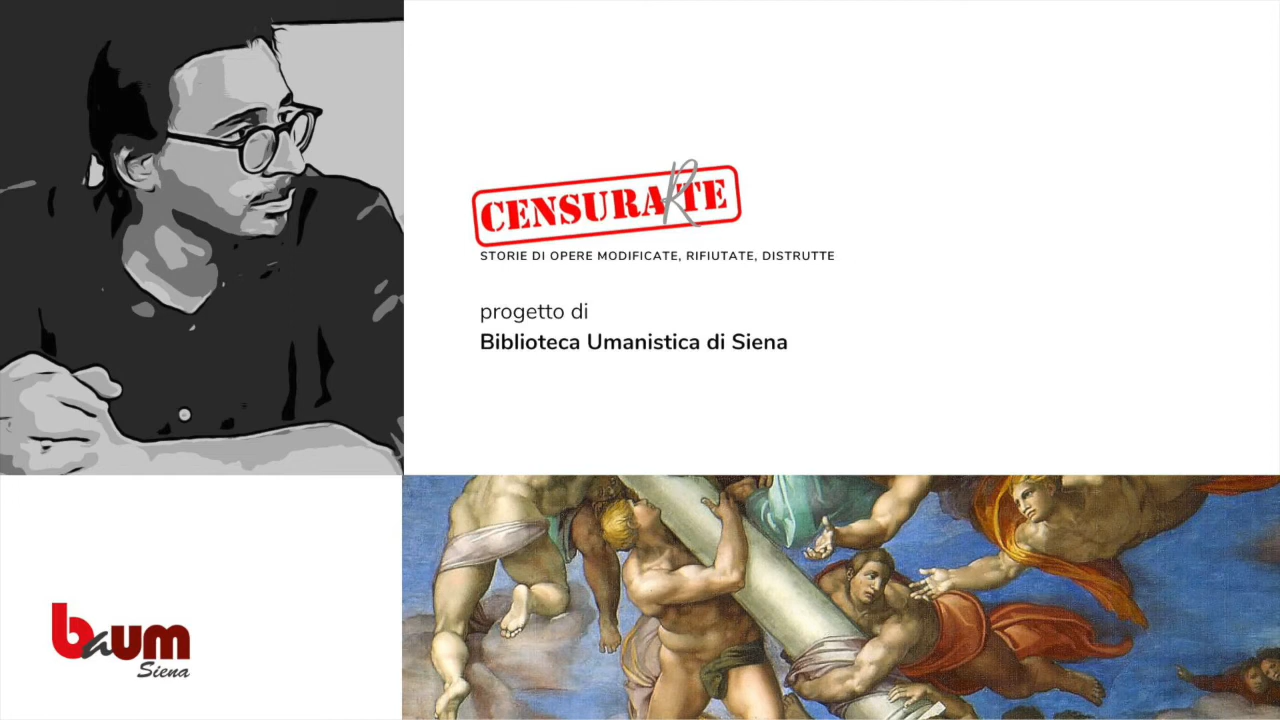 CENSURARTE
STORIE DI OPERE MODIFICATE, RIFIUTATE, DISTRUTTE
progetto di
Biblioteca Umanistica di Siena
baUM
Siena